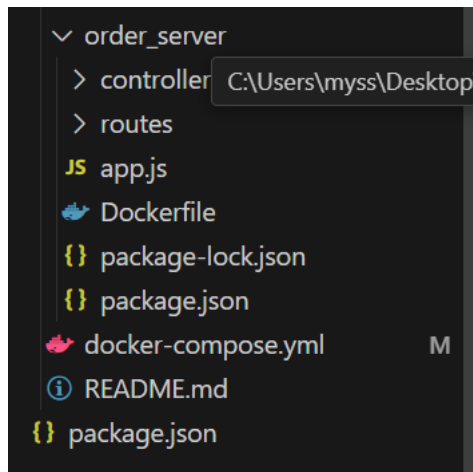 order_server
controller
C:\Users\myss\Desktop
routes
JS app.js
Dockerfile
{} package-lock.json
{} package.json
docker-compose.yml M
README.md
{} package.json